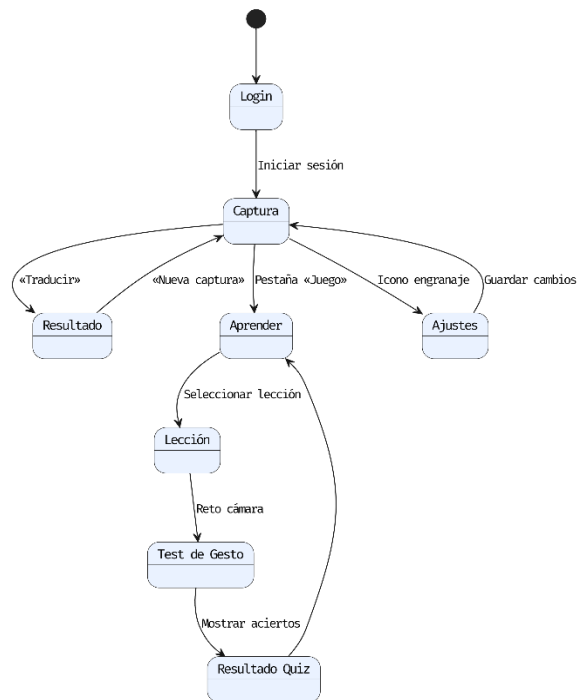 Login
Iniciar sesión
Captura
«Traducir»
«Nueva captura»
Pestaña «Juego»
Icono engranaje
Guardar cambios
Resultado
Aprender
Ajustes
Seleccionar lección
Lección
Reto cámara
Test de Gesto
Mostrar aciertos
Resultado Quiz